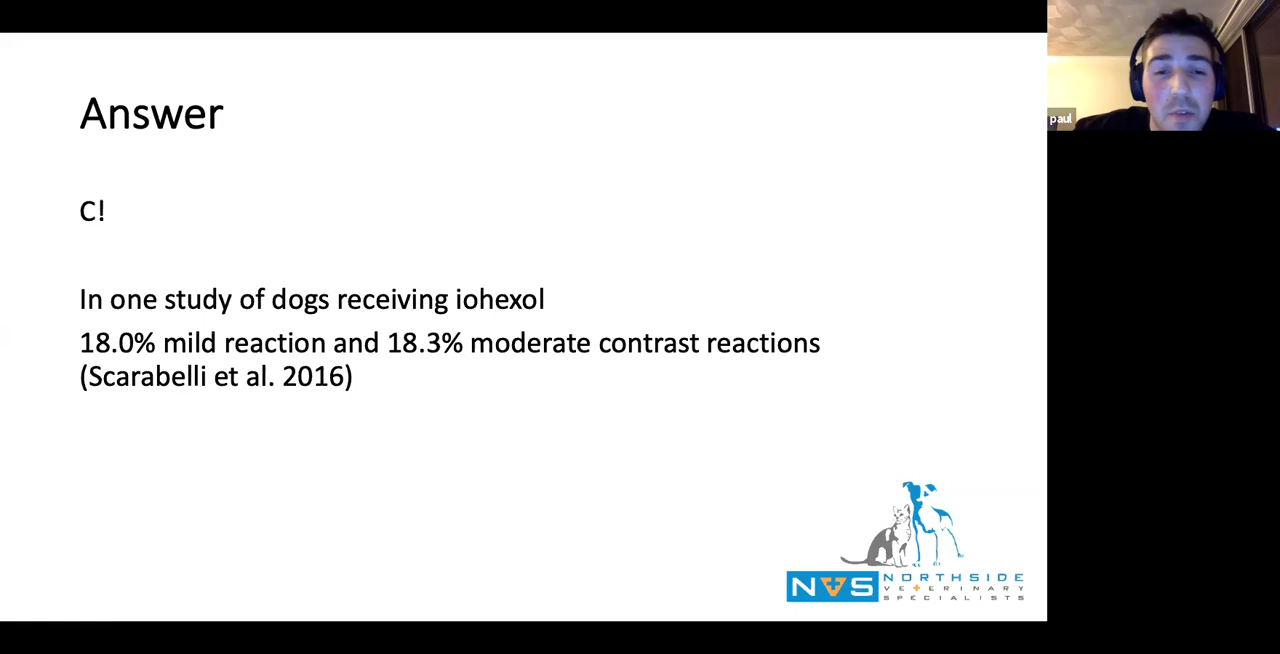 Answer
C!
In one study of dogs receiving iohexol
18.0% mild reaction and 18.3% moderate contrast reactions
(Scarabelli et al. 2016)
paul
NVS NORTHSIDE
VETERINARY
SPECIALISTS